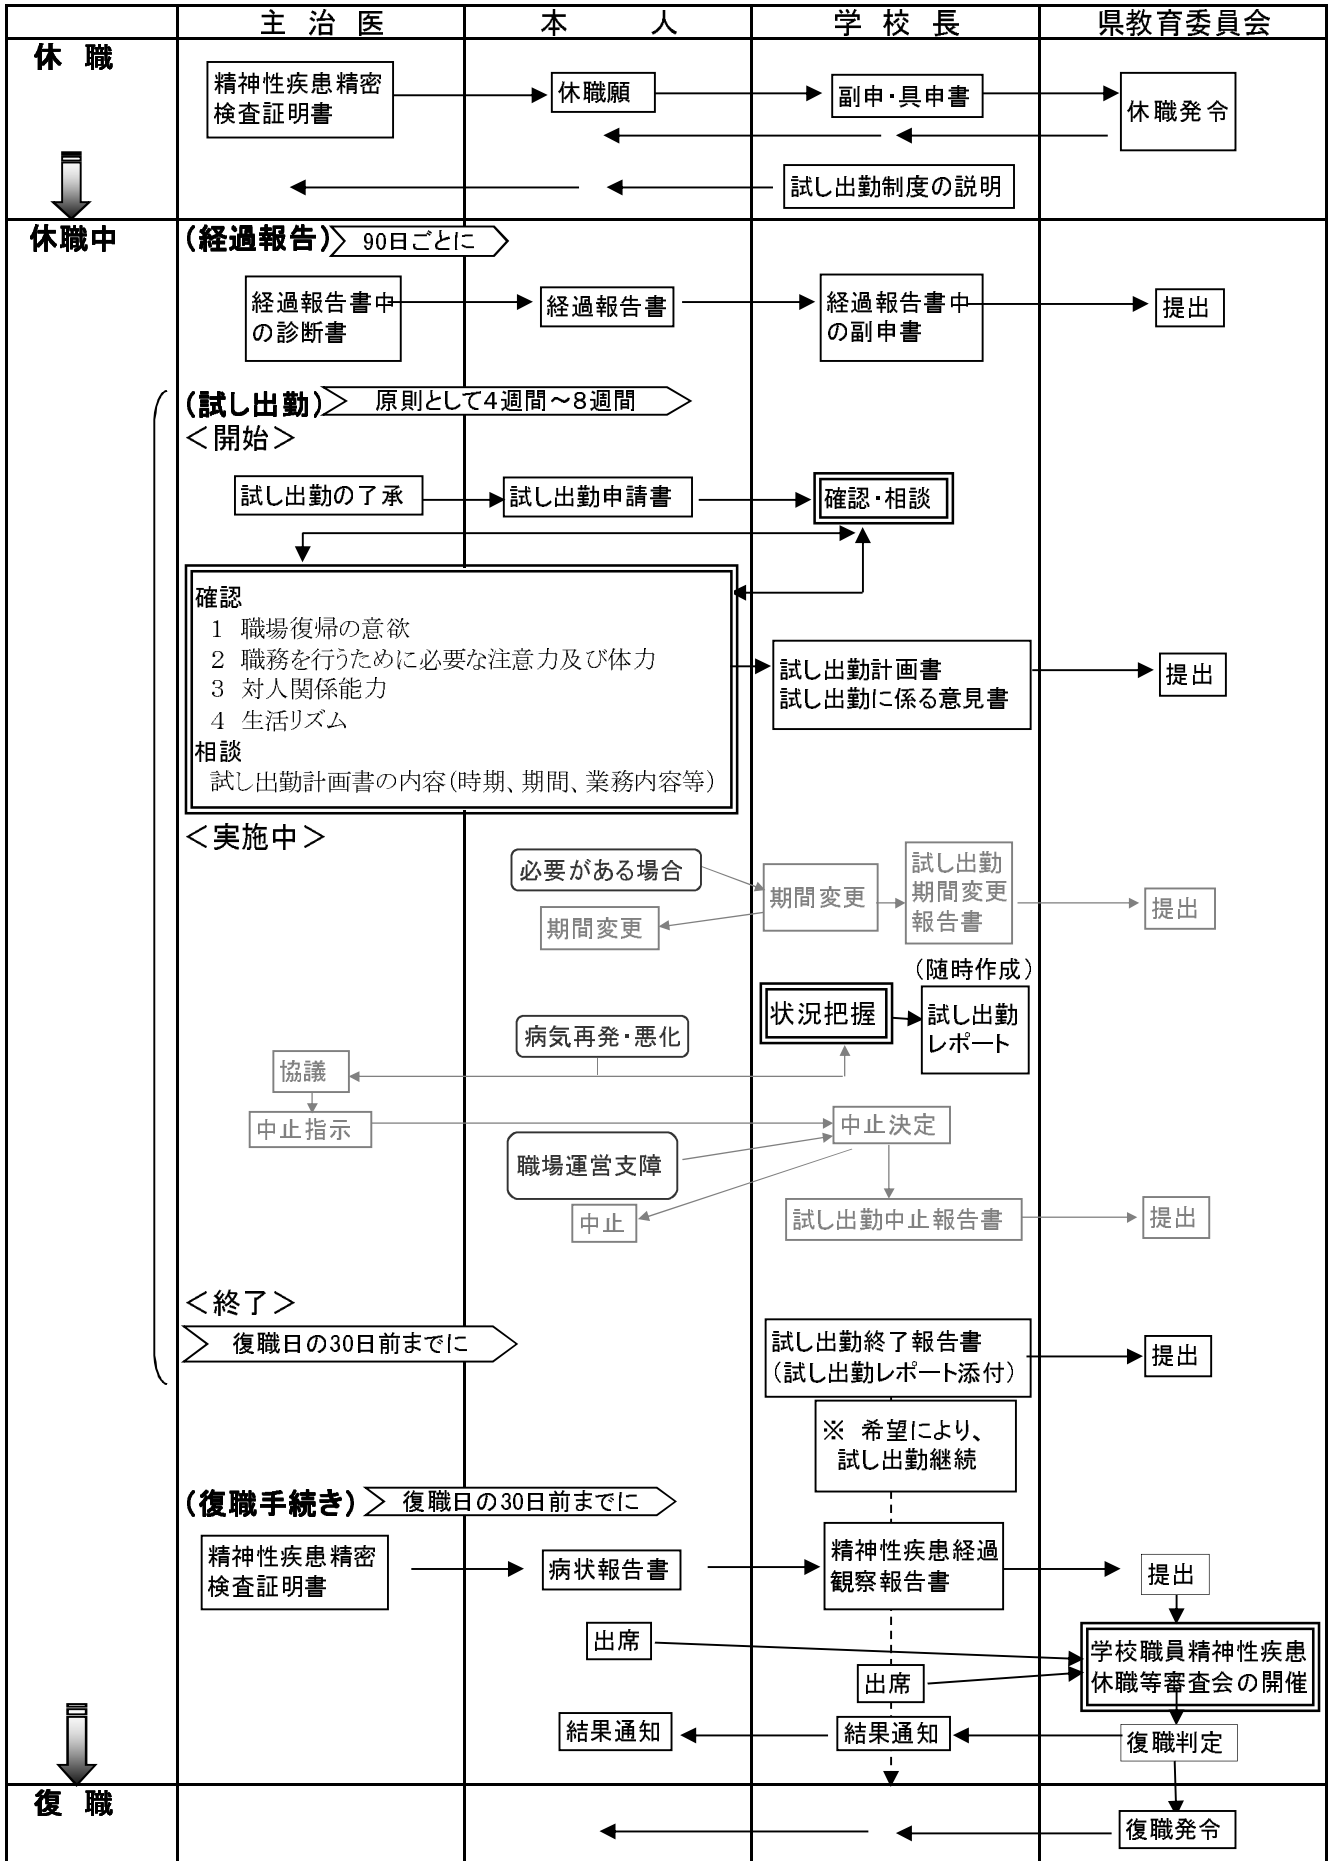 主 治 医
本 人
学 校 長
県教育委員会
休 職
精神性疾患精密
検査証明書
休職願
副申・具申書
休職発令
試し出勤制度の説明
休職中
(経過報告)
90日ごとに
経過報告書中
の診断書
経過報告書
経過報告書中
の副申書
提出
(試し出勤)
原則として4週間～8週間
＜開始＞
試し出勤の了承
試し出勤申請書
確認・相談
確認
1 職場復帰の意欲
2 職務を行うために必要な注意力及び体力
3 対人関係能力
4 生活リズム
相談
試し出勤計画書の内容(時期、期間、業務内容等)
試し出勤計画書
試し出勤に係る意見書
提出
＜実施中＞
必要がある場合
期間変更
期間変更
試し出勤
期間変更
報告書
提出
(随時作成)
状況把握
試し出勤
レポート
病気再発・悪化
協議
中止指示
中止決定
職場運営支障
中止
試し出勤中止報告書
提出
＜終了＞
復職日の30日前までに
試し出勤終了報告書
(試し出勤レポート添付)
提出
※ 希望により、
試し出勤継続
(復職手続き)
復職日の30日前までに
精神性疾患精密
検査証明書
病状報告書
精神性疾患経過
観察報告書
提出
出席
出席
学校職員精神性疾患
休職等審査会の開催
結果通知
結果通知
復職判定
復 職
復職発令